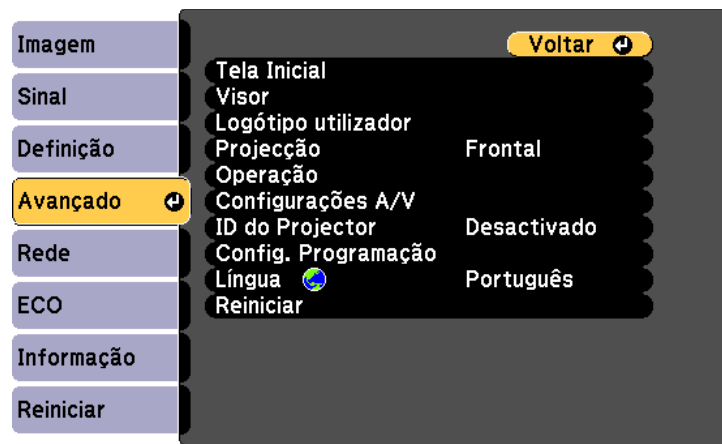 Imagem
Sinal
Definição
Avançado
Rede
ECO
Informação
Reiniciar
Voltar
Tela Inicial
Visor
Logótipo utilizador
Projecção Frontal
Operação
Configurações A/V
ID do Projector Desactivado
Config. Programação
Língua Português
Reiniciar